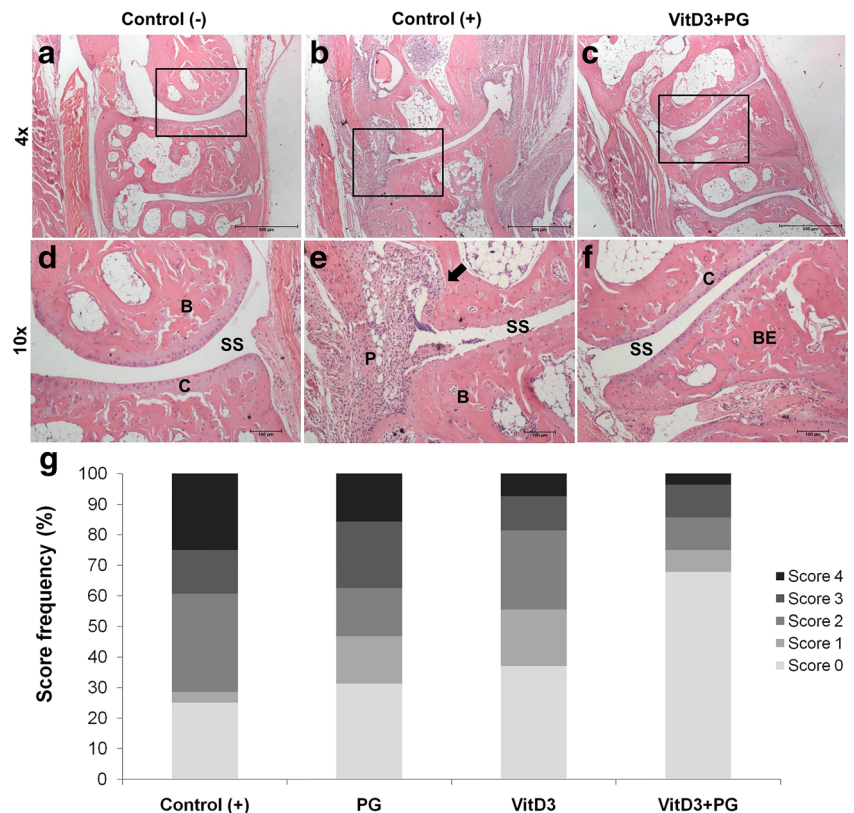 Control (-) Control (+) VitD3+PG
a b c
4x
500 µm 500 µm 500 µm
d e f
10x
B SS C
P SS B
C SS BE
100 µm 100 µm 100 µm
g
Score frequency (%)
100
90
80
70
60
50
40
30
20
10
0
Score 4
Score 3
Score 2
Score 1
Score 0
Control (+) PG VitD3 VitD3+PG